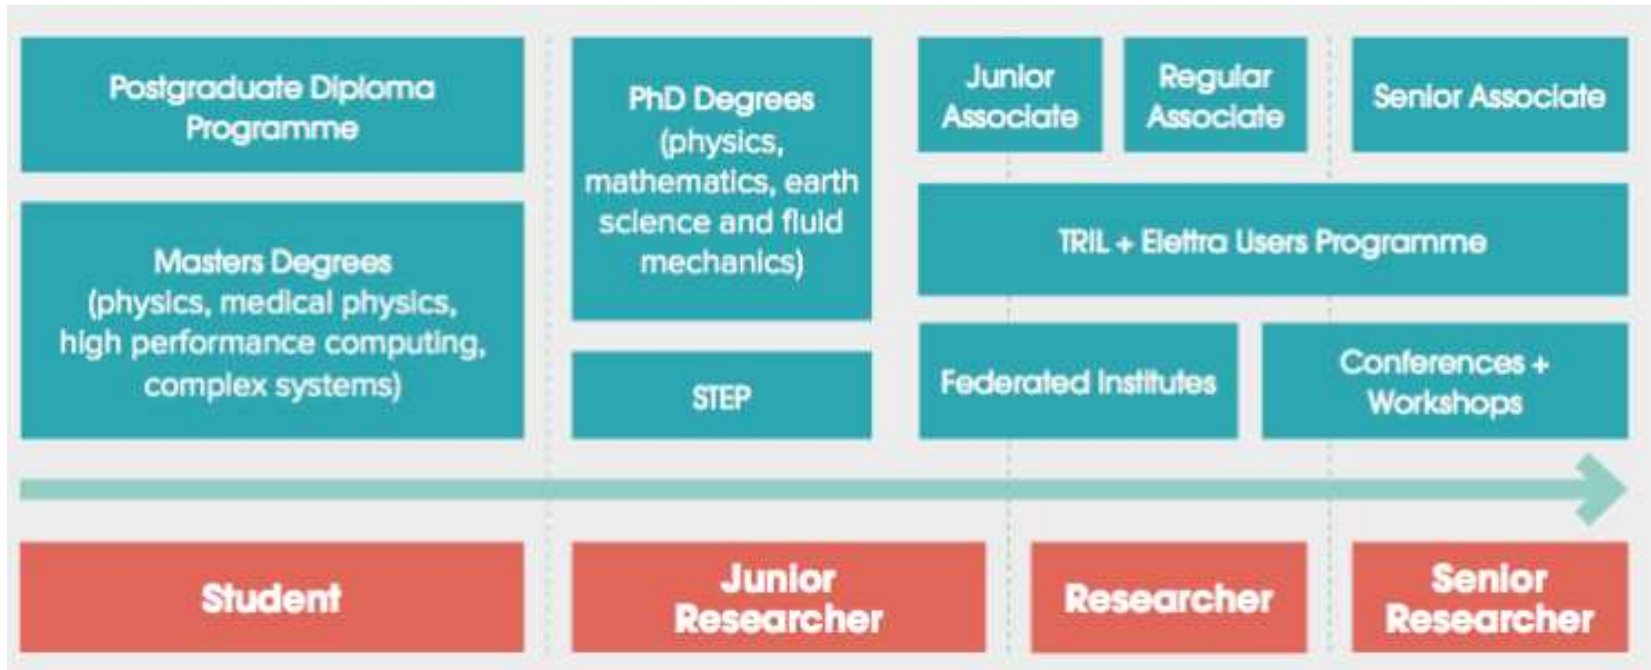 Postgraduate Diploma
Programme
Masters Degrees
(physics, medical physics,
high performance computing,
complex systems)
PhD Degrees
(physics,
mathematics, earth
science and fluid
mechanics)
STEP
Junior
Associate
Regular
Associate
Senior Associate
TRIL + Elettra Users Programme
Federated Institutes
Conferences +
Workshops
Student
Junior
Researcher
Researcher
Senior
Researcher